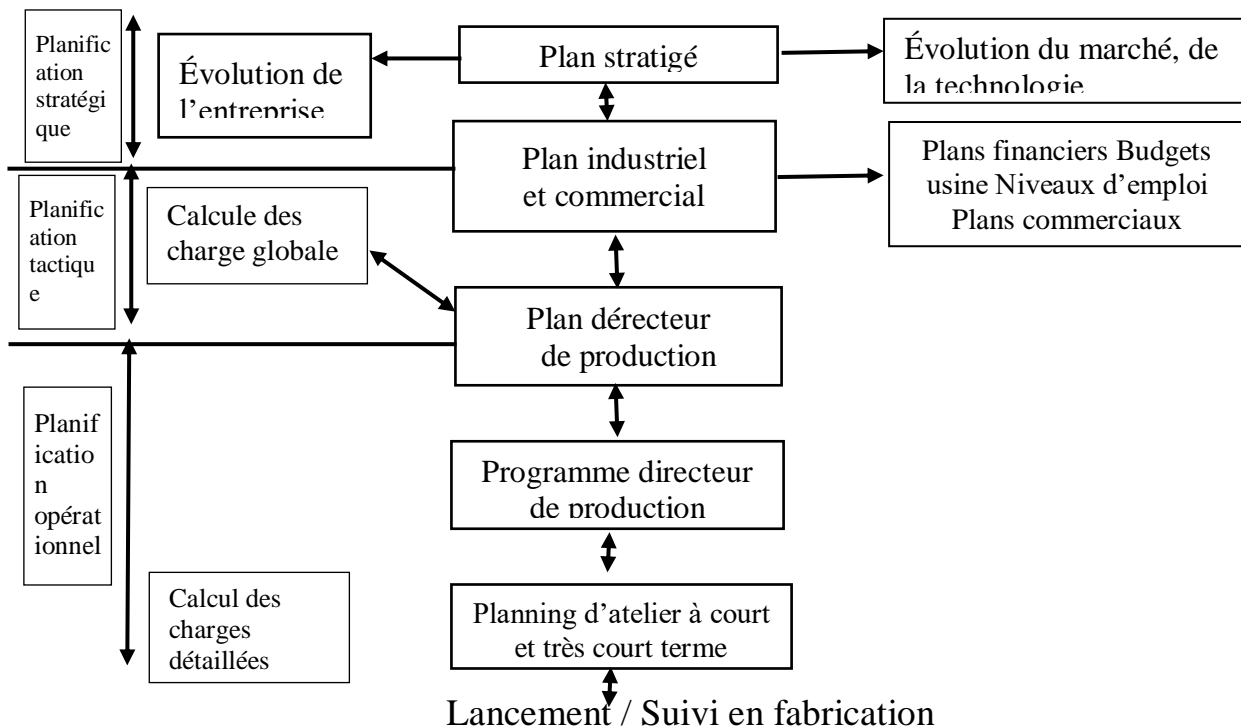 Planific
ation
stratégi
que
Évolution de
l’entreprise
Plan stratigé
Évolution du marché, de
la technologie
Plan industriel
et commercial
Plans financiers Budgets
usine Niveaux d’emploi
Plans commerciaux
Planific
ation
tactiqu
e
Calcule des
charge globale
Plan dérecteur
de production
Planif
icatio
n
opérat
ionnel
Programme directeur
de production
Calcul des
charges
détaillées
Planning d’atelier à court
et très court terme
Lancement / Suivi en fabrication